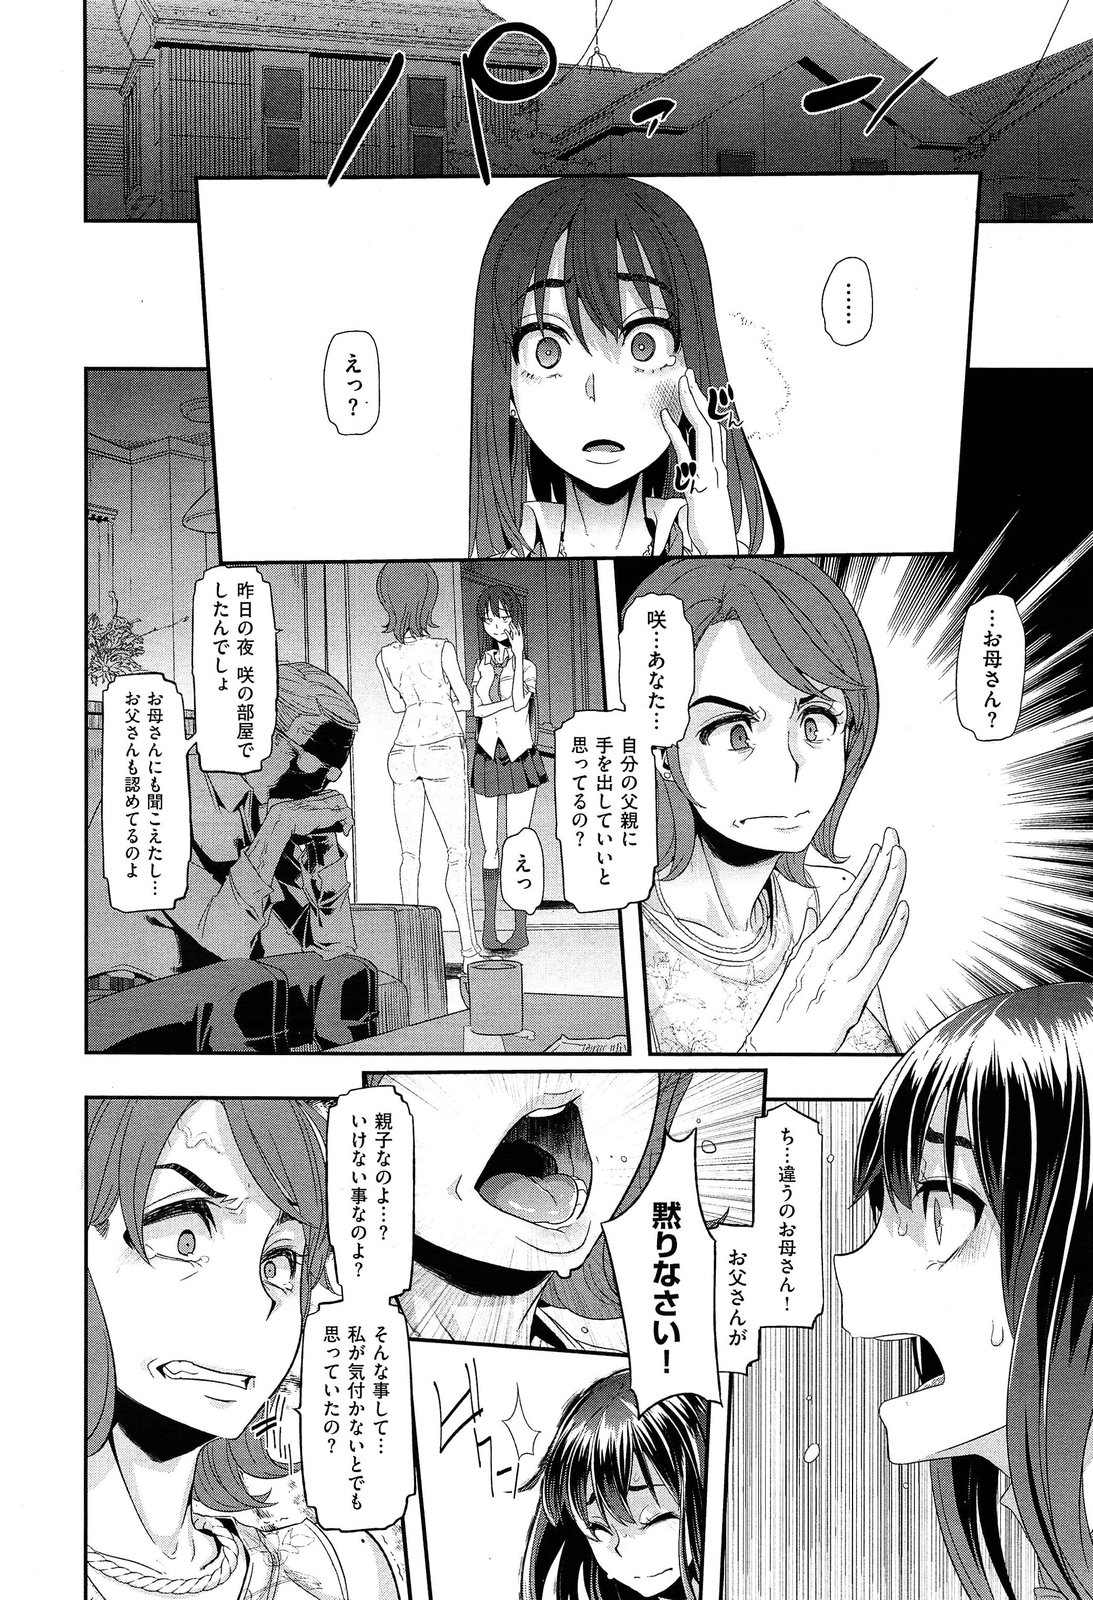 パン
……
えっ？
じんじん
…お母さん？
咲…あなた…
自分の父親に
手を出していいと
思ってるの？
えっ
昨日の夜 咲の部屋で
したんでしょ
お母さんにも聞こえたし…
お父さんも認めてるのよ
ち…違うのお母さん！
お父さんが
黙りなさい！
ビクッ
親子なのよ…？
いけない事なのよ？
そんな事して…
私が気付かないとでも
思っていたの？